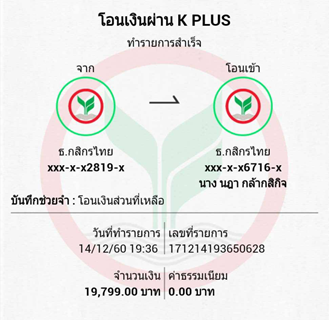 โอนเงินผ่าน K PLUS
ทำรายการสำเร็จ
จาก
โอนเข้า
ธ.กสิกรไทย
ธ.กสิกรไทย
xxx-x-x2819-x
xxx-x-x6716-x
นาง นฎา กล้ากสิกิจ
บันทึกช่วยจำ : โอนเงินส่วนที่เหลือ
วันที่ทำรายการ
เลขที่รายการ
14/12/60 19:36
171214193650628
จำนวนเงิน
ค่าธรรมเนียม
19,799.00 บาท
0.00 บาท